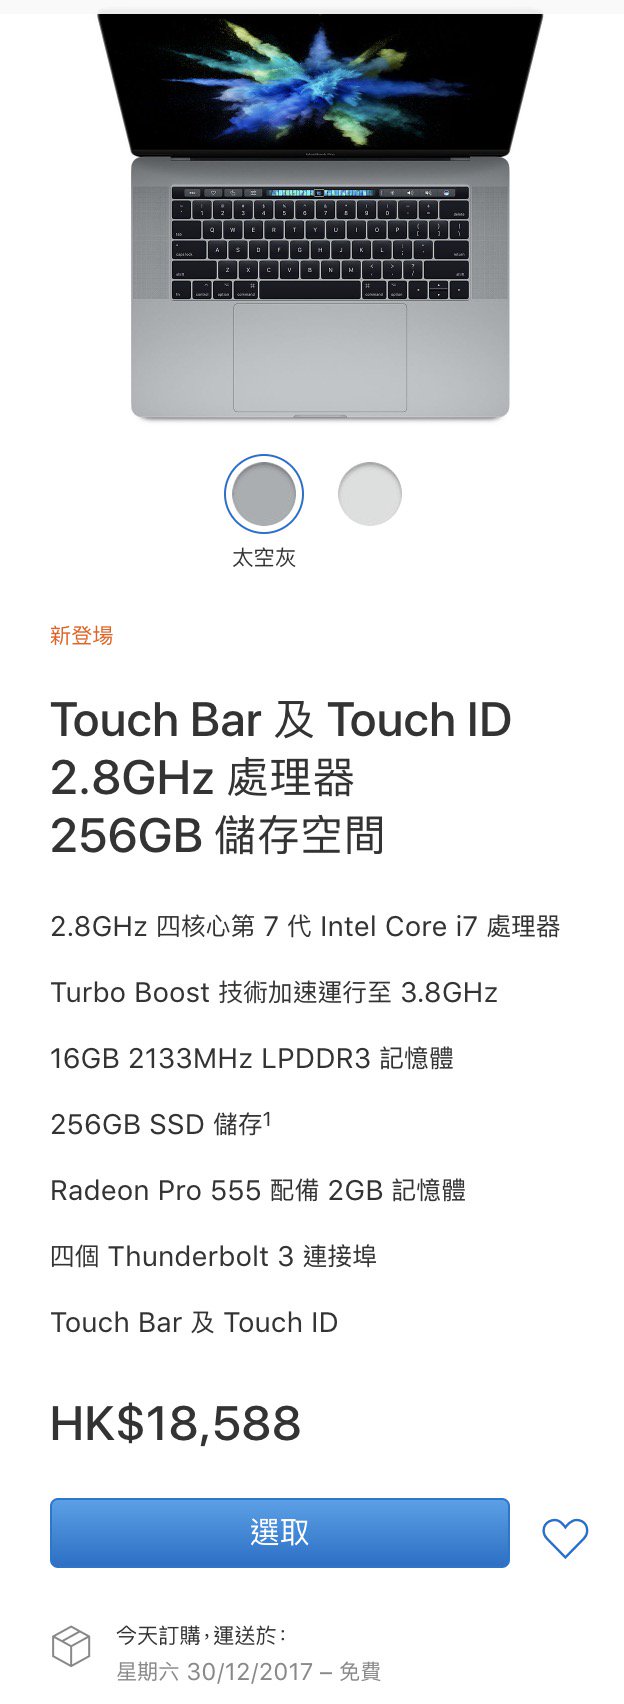 太空灰
新登場
Touch Bar 及 Touch ID
2.8GHz 處理器
256GB 儲存空間
2.8GHz 四核心第 7 代 Intel Core i7 處理器
Turbo Boost 技術加速運行至 3.8GHz
16GB 2133MHz LPDDR3 記憶體
256GB SSD 儲存¹
Radeon Pro 555 配備 2GB 記憶體
四個 Thunderbolt 3 連接埠
Touch Bar 及 Touch ID
HK$18,588
選取
今天訂購，運送於：
星期六 30/12/2017 – 免費